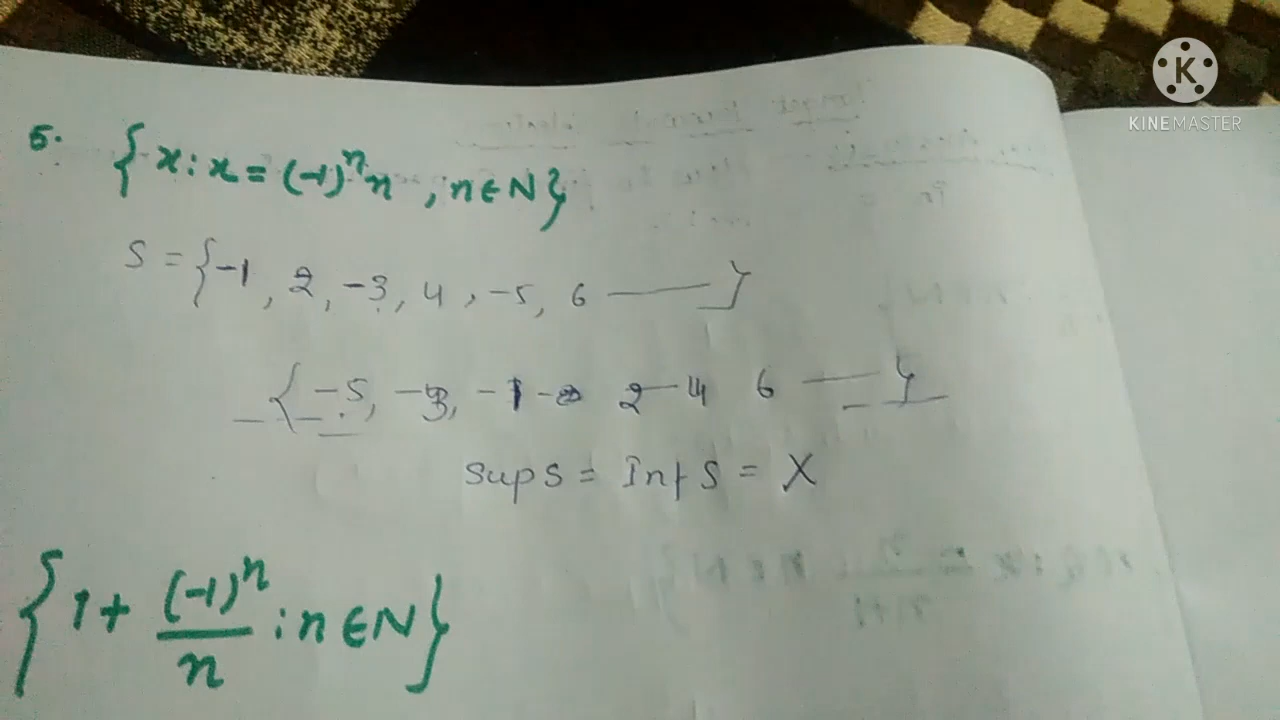 K
KINEMASTER
5. {x : x = (-1)^n n , n ∈ N}
S = {-1, 2, -3, 4, -5, 6 —— }
{-5, -3, -1 2 — 4 6 —— }
Sup S = Inf S = X
{1 + (-1)^n / n : n ∈ N}